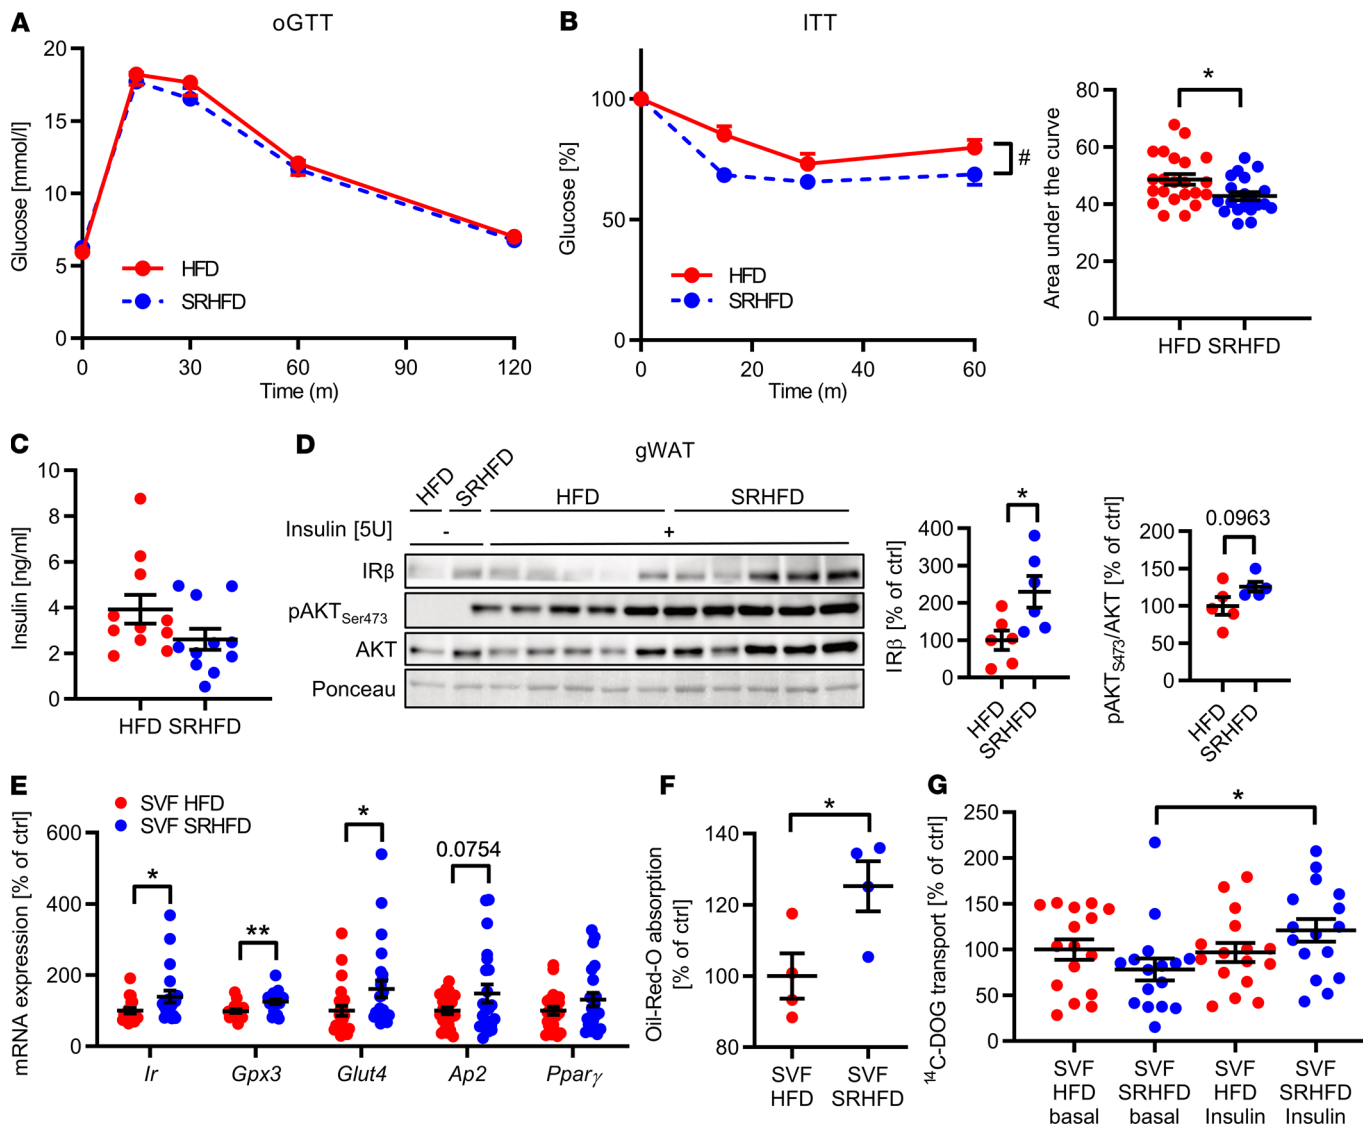 A
oGTT
Glucose [mmol/l]
20
15
10
5
0
HFD
SRHFD
0
30
60
90
120
Time (m)
B
ITT
Glucose [%]
100
50
0
#
HFD
SRHFD
0
20
40
60
Time (m)
Area under the curve
80
60
40
20
0
*
HFD SRHFD
C
Insulin [ng/ml]
10
8
6
4
2
0
HFD SRHFD
D
gWAT
HFD
SRHFD
HFD
SRHFD
Insulin [5U]
-
+
IRβ
pAKTSer473
AKT
Ponceau
IRβ [% of ctrl]
400
300
200
100
0
*
HFD
SRHFD
pAKTS473/AKT [% of ctrl]
200
150
100
50
0
0.0963
HFD
SRHFD
E
mRNA expression [% of ctrl]
SVF HFD
SVF SRHFD
600
400
200
0
*
**
*
0.0754
Ir
Gpx3
Glut4
Ap2
Pparγ
F
Oil-Red-O absorption
[% of ctrl]
140
120
100
80
*
SVF
HFD
SVF
SRHFD
G
14C-DOG transport [% of ctrl]
250
200
150
100
50
0
*
SVF
HFD
basal
SVF
SRHFD
basal
SVF
HFD
Insulin
SVF
SRHFD
Insulin